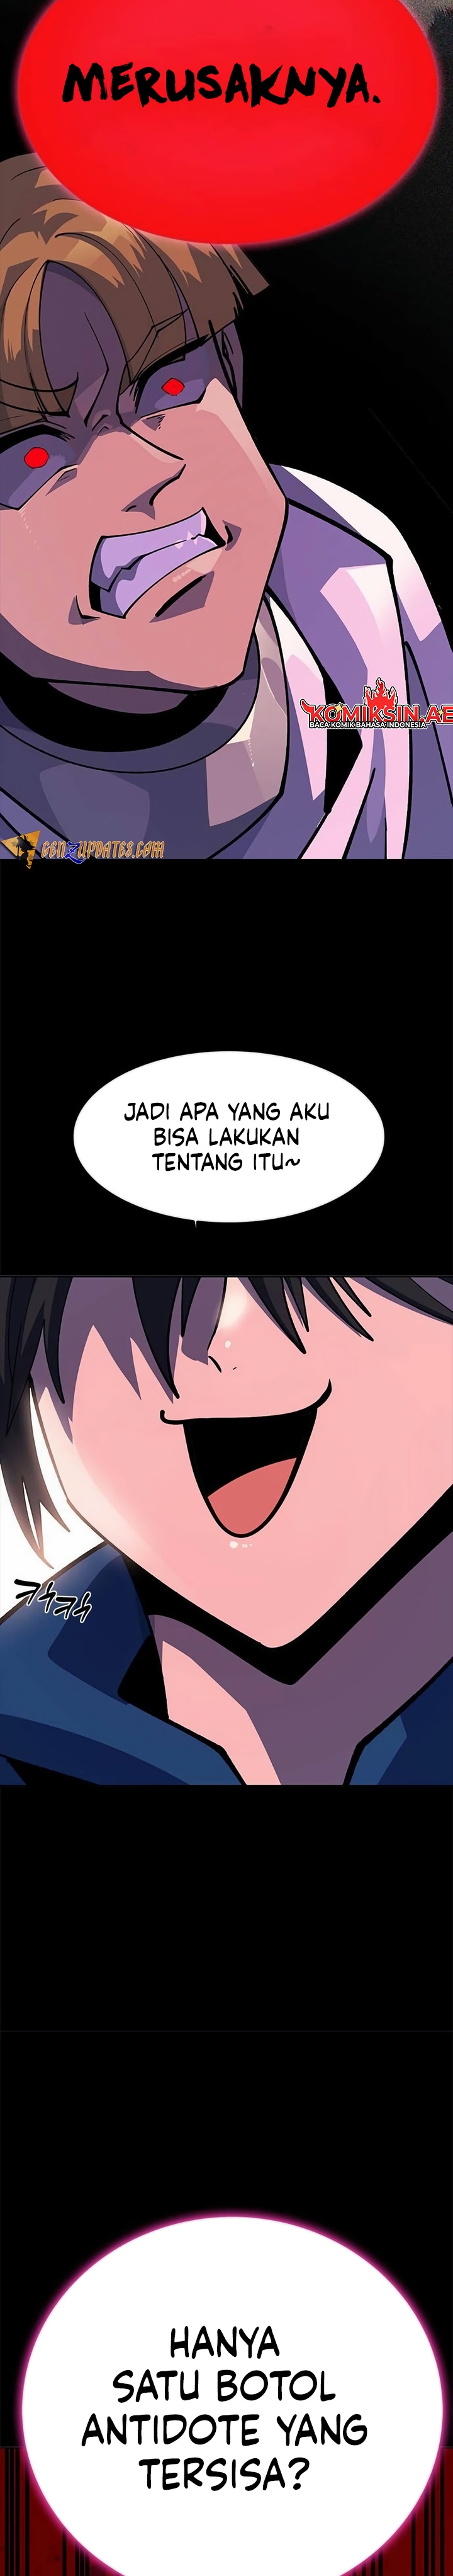 MERUSAKNYA.
KOMIKSIN.AE
BACA KOMIK BAHASA INDONESIA
GENZUPDATES.COM
JADI APA YANG AKU
BISA LAKUKAN
TENTANG ITU~
ㅋㅋㅋㅋ
HANYA
SATU BOTOL
ANTIDOTE YANG
TERSISA?